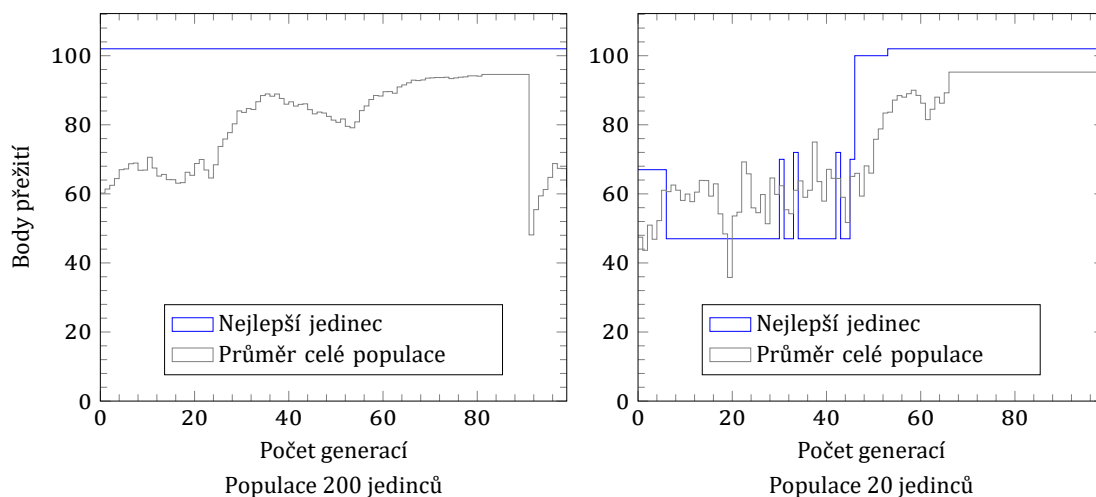 100
80
60
40
20
0
Body přežití
Nejlepší jedinec
Průměr celé populace
0 20 40 60 80
Počet generací
Populace 200 jedinců
100
80
60
40
20
0
Nejlepší jedinec
Průměr celé populace
0 20 40 60 80
Počet generací
Populace 20 jedinců